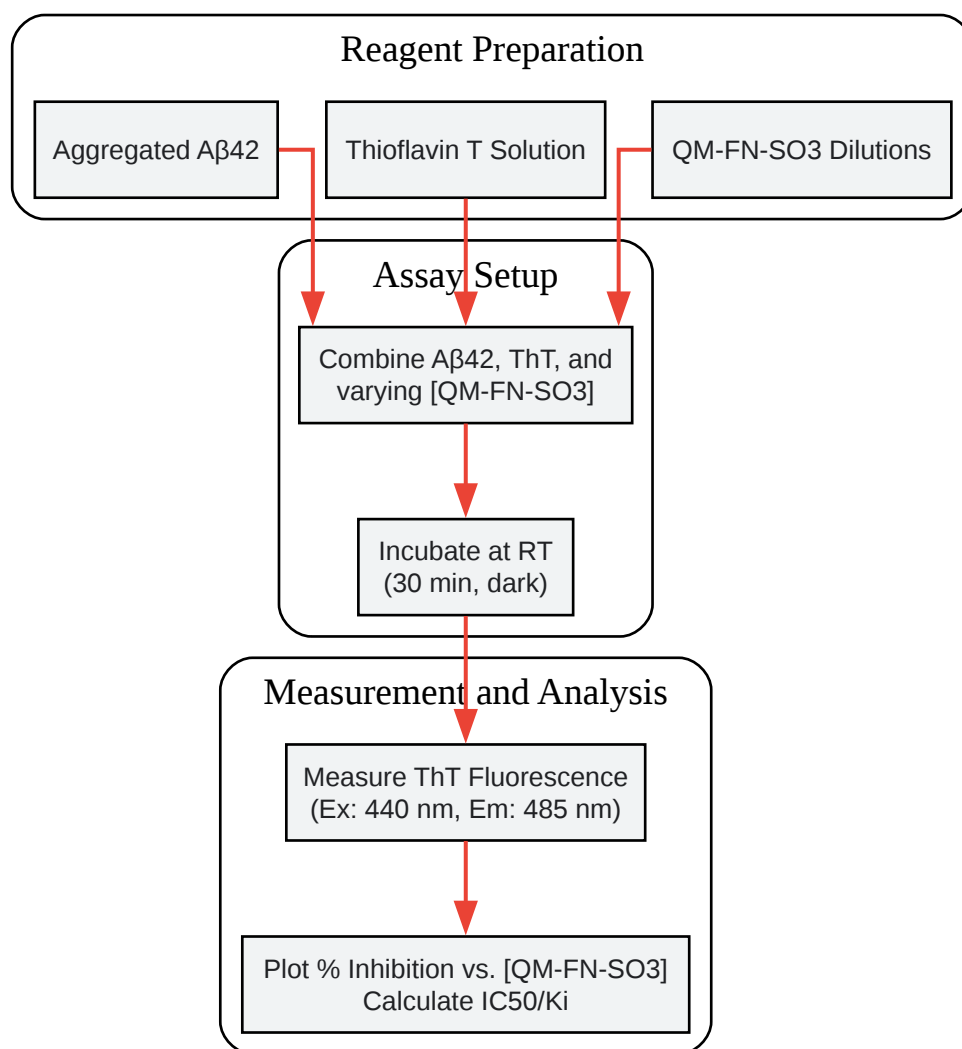 Reagent Preparation
Aggregated Aβ42
Thioflavin T Solution
QM-FN-SO3 Dilutions
Assay Setup
Combine Aβ42, ThT, and
varying [QM-FN-SO3]
Incubate at RT
(30 min, dark)
Measurement and Analysis
Measure ThT Fluorescence
(Ex: 440 nm, Em: 485 nm)
Plot % Inhibition vs. [QM-FN-SO3]
Calculate IC50/Ki